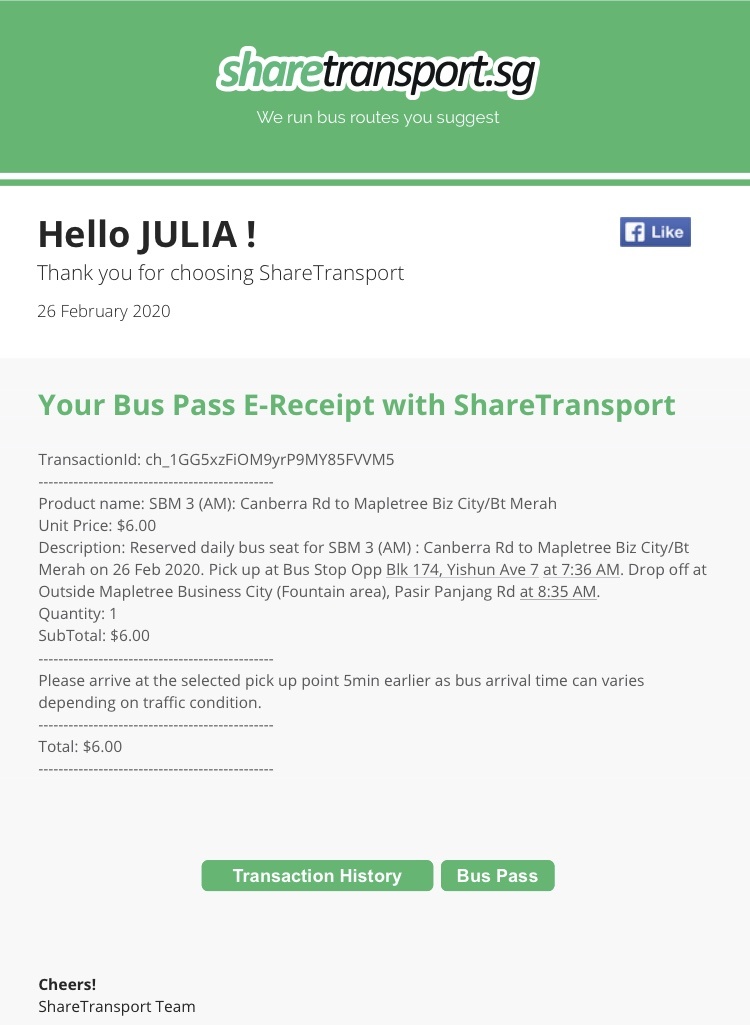 sharetransport.sg
We run bus routes you suggest
Hello JULIA !
Like
Thank you for choosing ShareTransport
26 February 2020
Your Bus Pass E-Receipt with ShareTransport
TransactionId: ch_1GG5xzFiOM9yrP9MY85FVVM5
-----------------------------------------------
Product name: SBM 3 (AM): Canberra Rd to Mapletree Biz City/Bt Merah
Unit Price: $6.00
Description: Reserved daily bus seat for SBM 3 (AM) : Canberra Rd to Mapletree Biz City/Bt
Merah on 26 Feb 2020. Pick up at Bus Stop Opp Blk 174, Yishun Ave 7 at 7:36 AM. Drop off at
Outside Mapletree Business City (Fountain area), Pasir Panjang Rd at 8:35 AM.
Quantity: 1
SubTotal: $6.00
-----------------------------------------------
Please arrive at the selected pick up point 5min earlier as bus arrival time can varies
depending on traffic condition.
-----------------------------------------------
Total: $6.00
-----------------------------------------------
Transaction History Bus Pass
Cheers!
ShareTransport Team